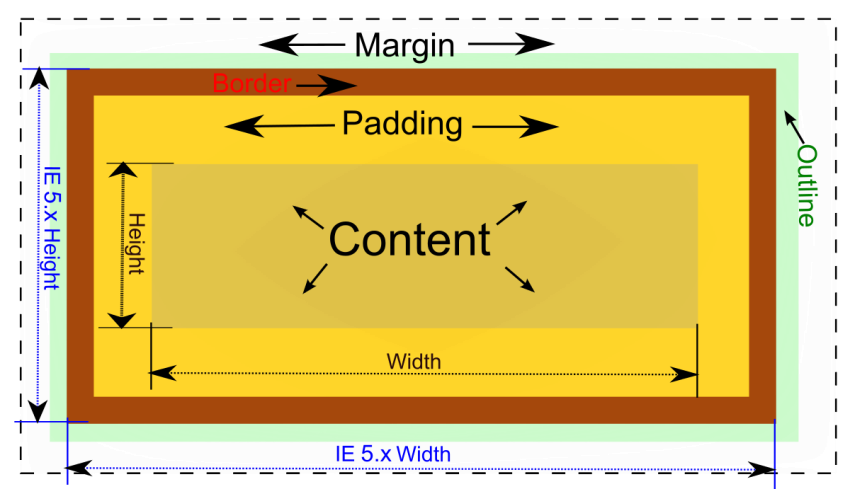 Margin
Border
Padding
Outline
IE 5.x Height
Height
Content
Width
IE 5.x Width